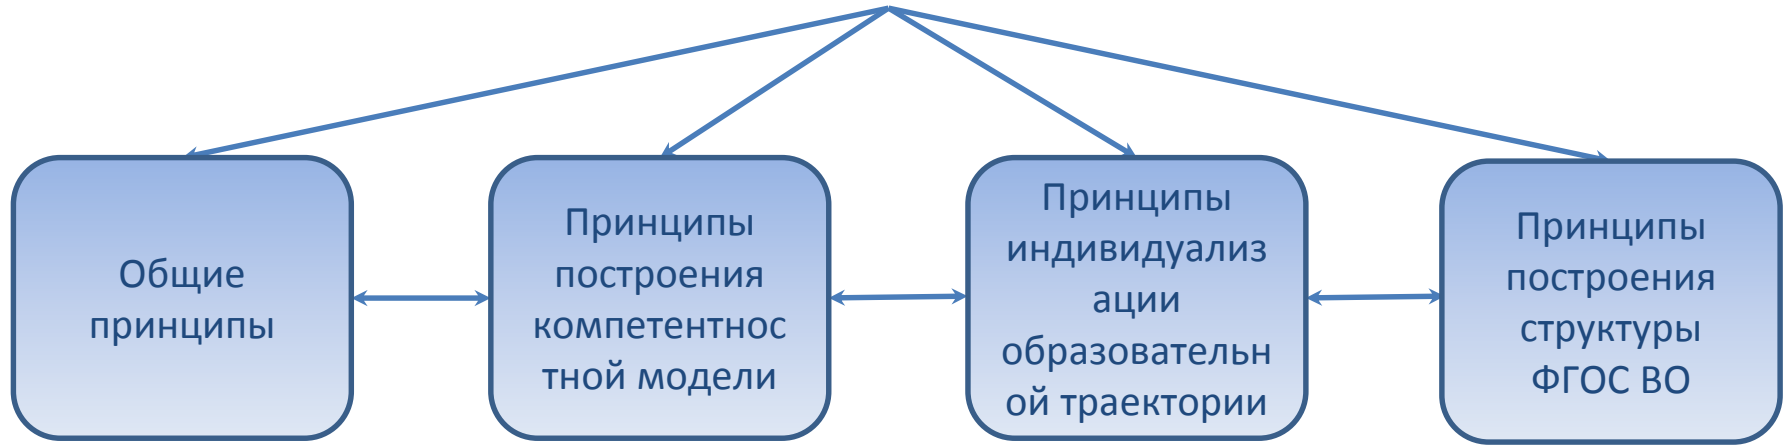 Общие
принципы
Принципы
построения
компетентнос
тной модели
Принципы
индивидуализ
ации
образовательн
ой траектории
Принципы
построения
структуры
ФГОС ВО